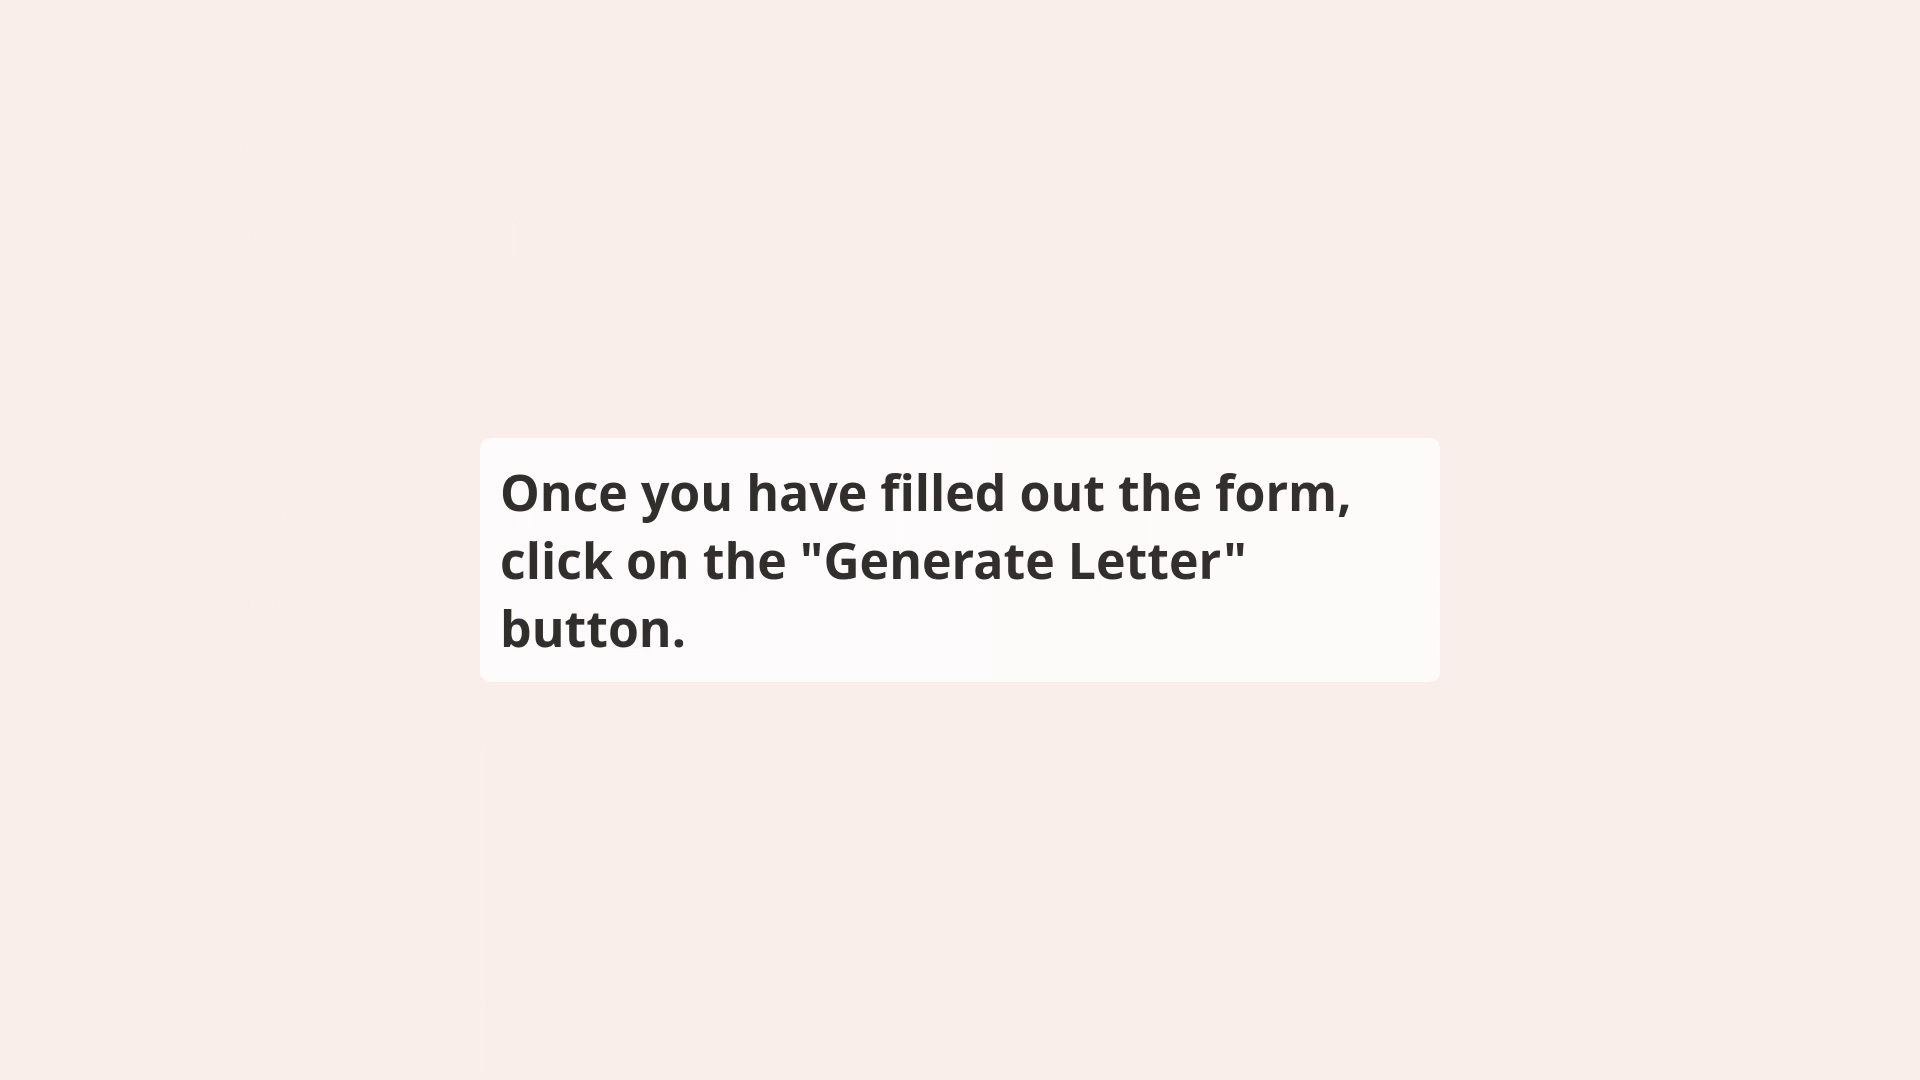 Once you have filled out the form,
click on the "Generate Letter"
button.